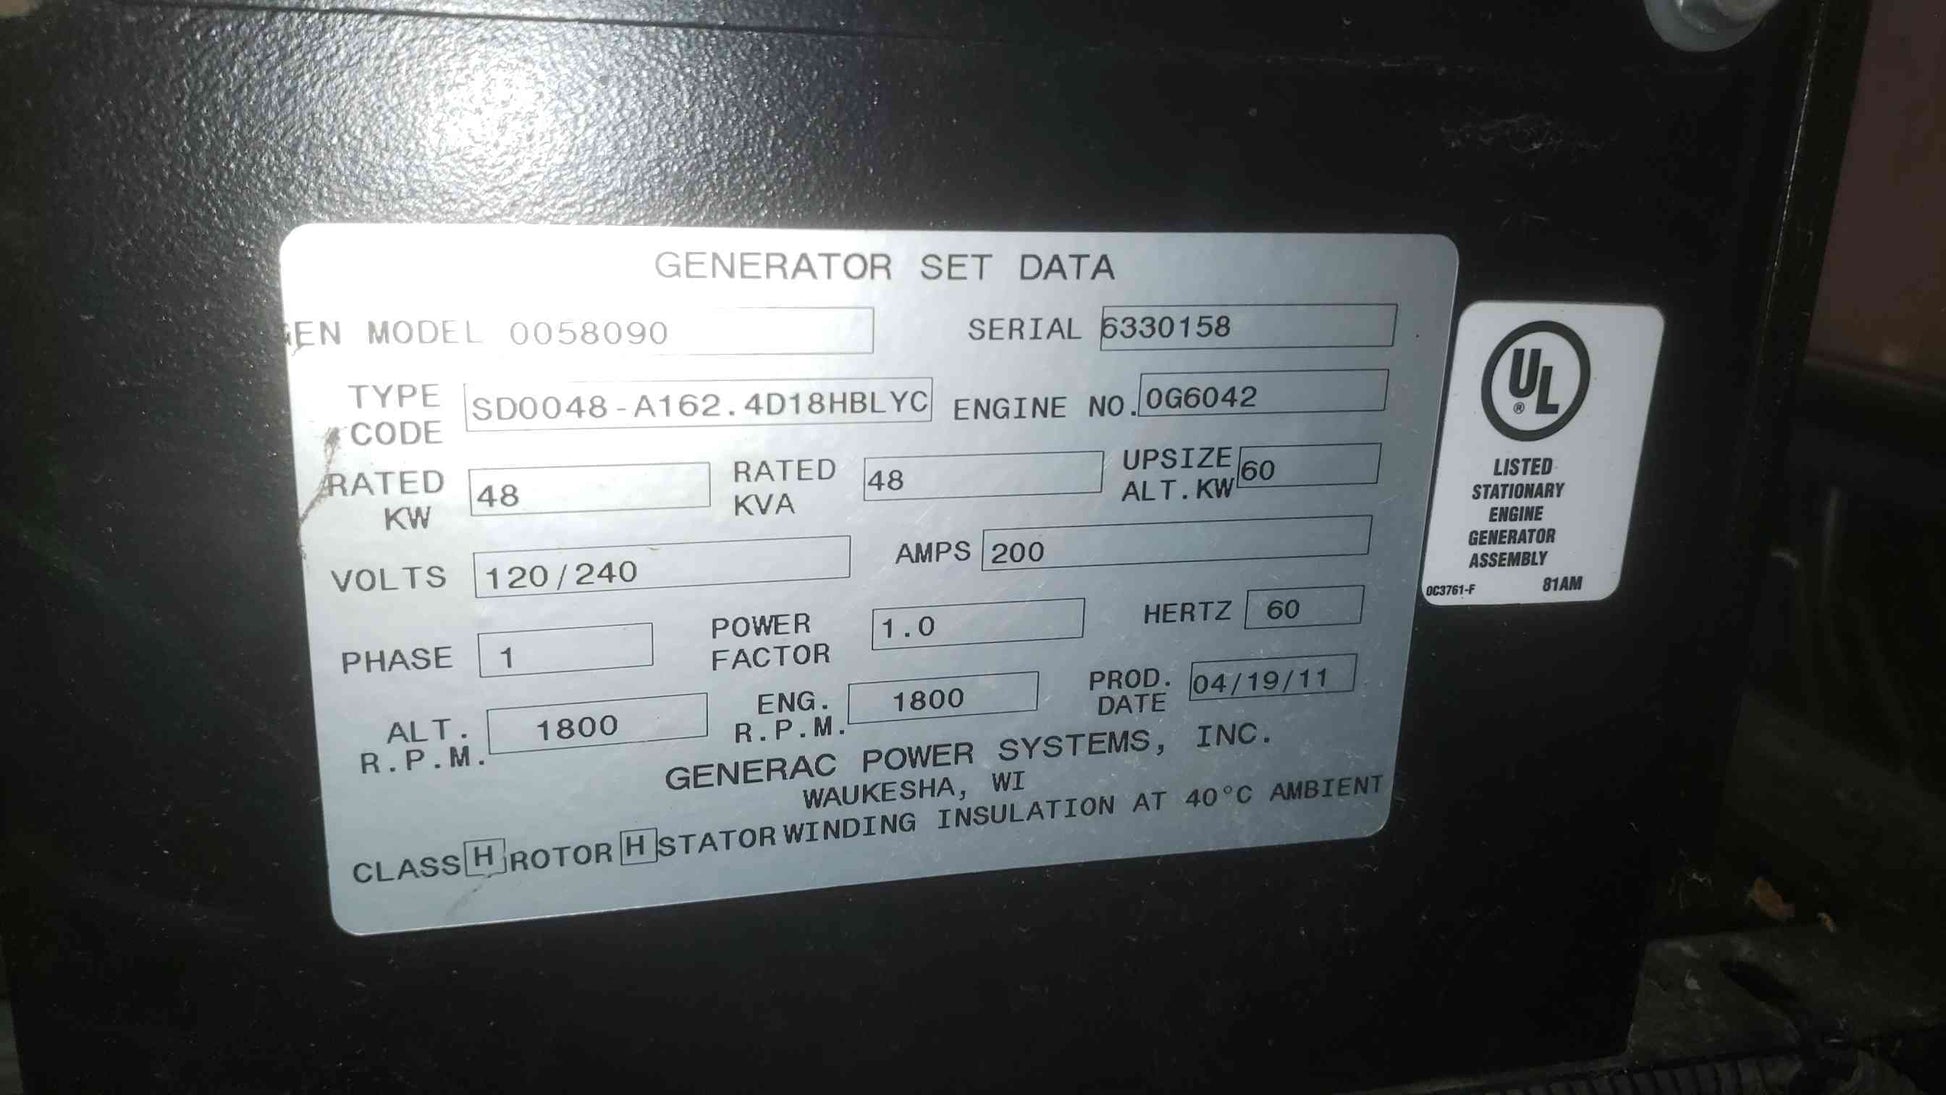 GENERATOR SET DATA
GEN MODEL 0058090 SERIAL 6330158
TYPE CODE SD0048-A162.4D18HBLYC ENGINE NO. 0G6042
RATED KW 48 RATED KVA 48 UPSIZE ALT.KW 60
VOLTS 120/240 AMPS 200
PHASE 1 POWER FACTOR 1.0 HERTZ 60
ALT. R.P.M. 1800 ENG. R.P.M. 1800 PROD. DATE 04/19/11
GENERAC POWER SYSTEMS, INC.
WAUKESHA, WI
CLASS H ROTOR H STATOR WINDING INSULATION AT 40°C AMBIENT
UL ®
LISTED
STATIONARY
ENGINE
GENERATOR
ASSEMBLY
0C3761-F 81AM